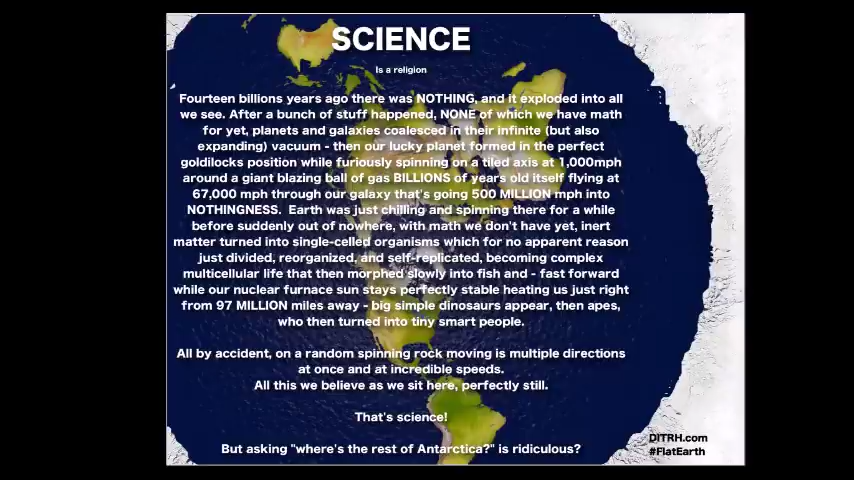 SCIENCE
Is a religion
Fourteen billions years ago there was NOTHING, and it exploded into all
we see. After a bunch of stuff happened, NONE of which we have math
for yet, planets and galaxies coalesced in their infinite (but also
expanding) vacuum - then our lucky planet formed in the perfect
goldilocks position while furiously spinning on a tiled axis at 1,000mph
around a giant blazing ball of gas BILLIONS of years old itself flying at
67,000 mph through our galaxy that's going 500 MILLION mph into
NOTHINGNESS. Earth was just chilling and spinning there for a while
before suddenly out of nowhere, with math we don't have yet, inert
matter turned into single-celled organisms which for no apparent reason
just divided, reorganized, and self-replicated, becoming complex
multicellular life that then morphed slowly into fish and - fast forward
while our nuclear furnace sun stays perfectly stable heating us just right
from 97 MILLION miles away - big simple dinosaurs appear, then apes,
who then turned into tiny smart people.
All by accident, on a random spinning rock moving is multiple directions
at once and at incredible speeds.
All this we believe as we sit here, perfectly still.
That's science!
But asking "where's the rest of Antarctica?" is ridiculous?
DITRH.com
#FlatEarth